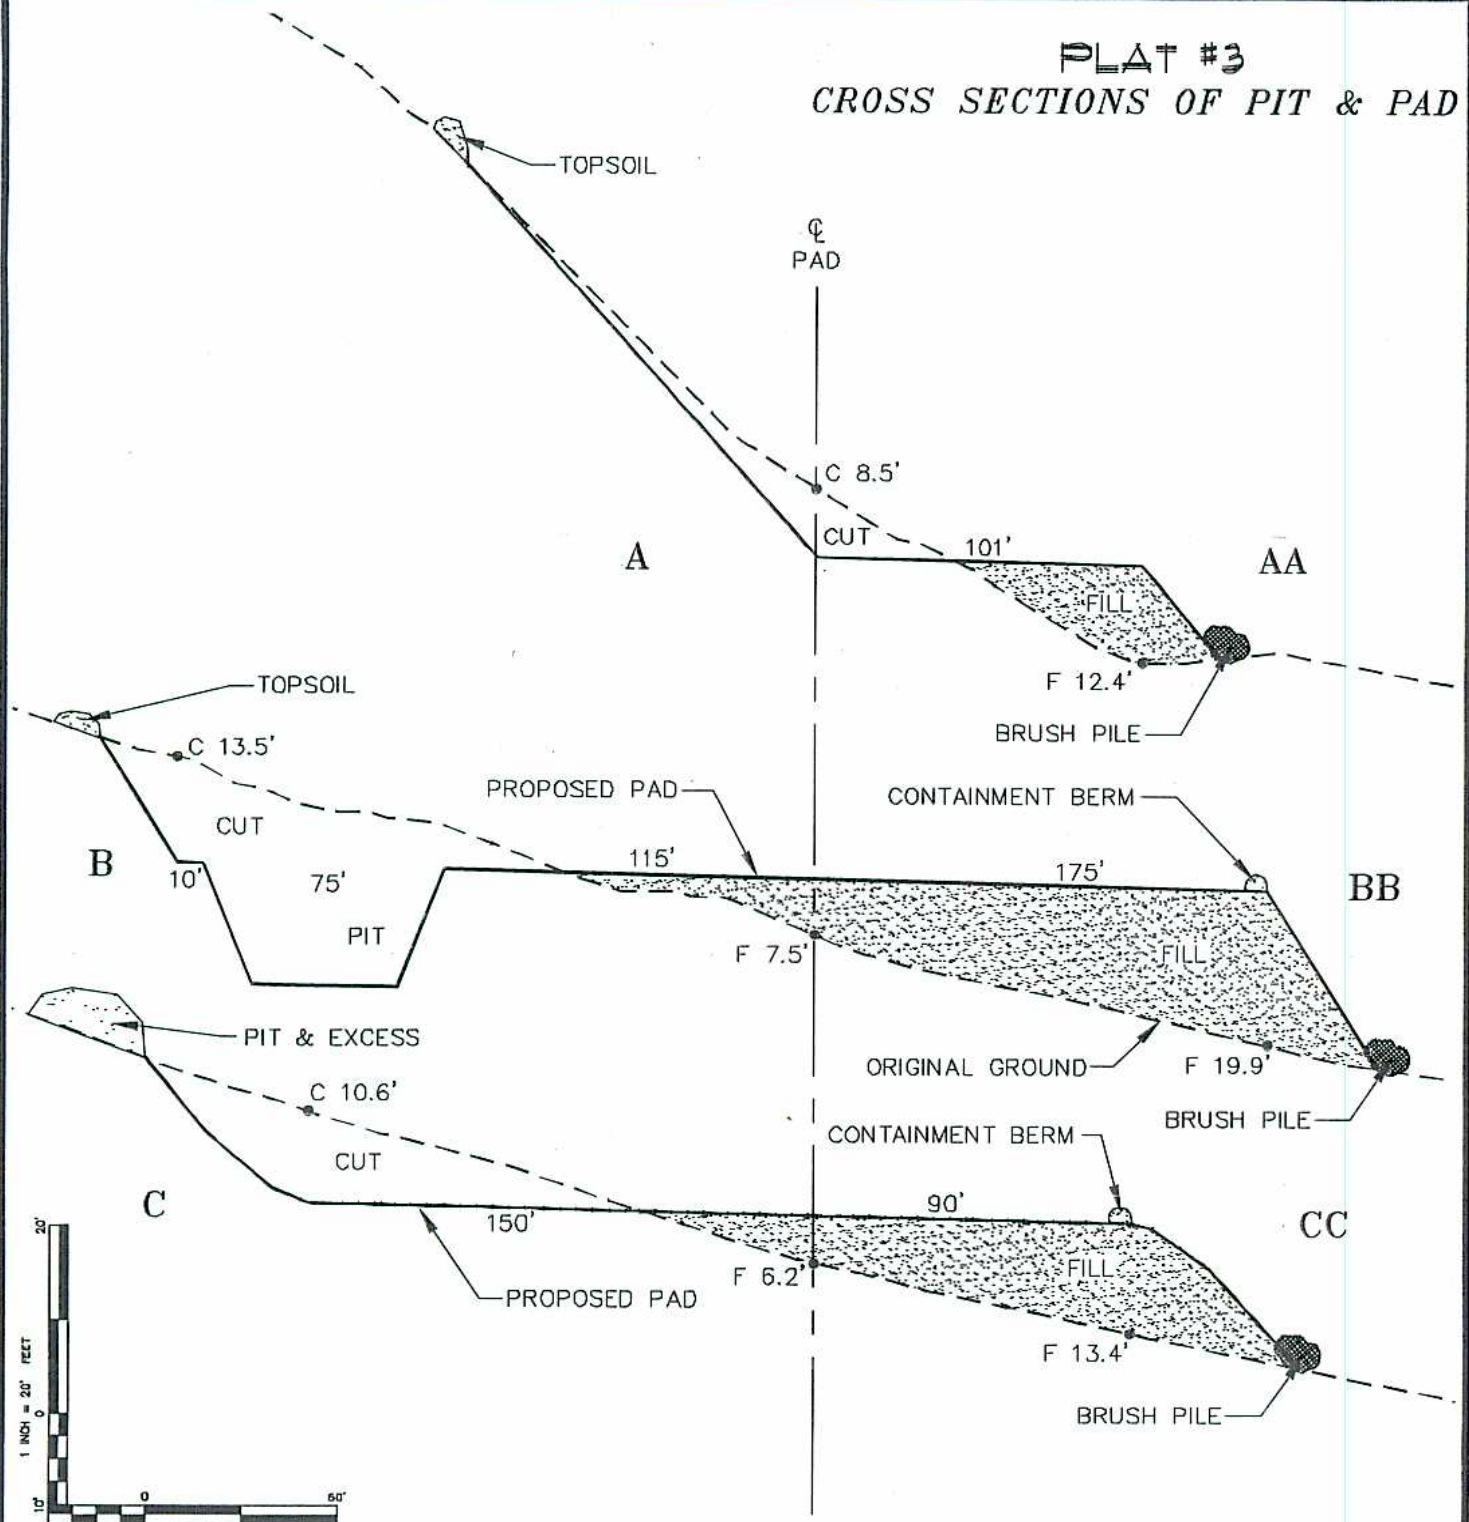 PLAT #3
CROSS SECTIONS OF PIT & PAD
TOPSOIL
℄
PAD
C 8.5'
CUT
101'
A
AA
FILL
F 12.4'
BRUSH PILE
TOPSOIL
C 13.5'
PROPOSED PAD
CONTAINMENT BERM
CUT
B
10'
75'
115'
175'
BB
PIT
F 7.5'
FILL
PIT & EXCESS
ORIGINAL GROUND
F 19.9'
BRUSH PILE
C 10.6'
CONTAINMENT BERM
CUT
C
150'
90'
CC
F 6.2'
FILL
PROPOSED PAD
F 13.4'
BRUSH PILE
20'
1 INCH = 20' FEET
0
10'
0
60'